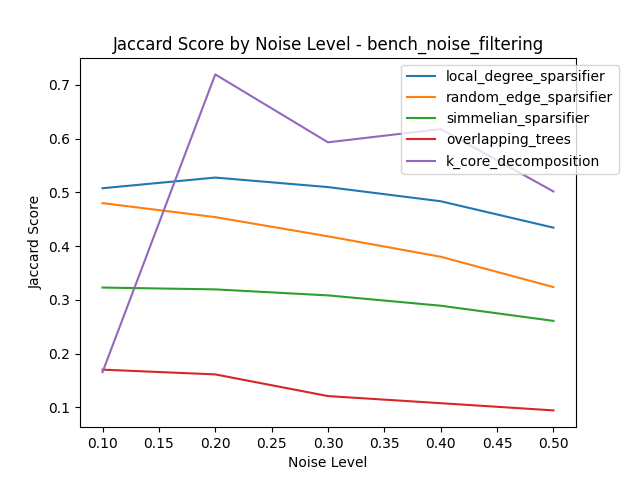 Jaccard Score by Noise Level - bench_noise_filtering
local_degree_sparsifier
random_edge_sparsifier
simmelian_sparsifier
overlapping_trees
k_core_decomposition
Jaccard Score
0.7
0.6
0.5
0.4
0.3
0.2
0.1
0.10 0.15 0.20 0.25 0.30 0.35 0.40 0.45 0.50
Noise Level